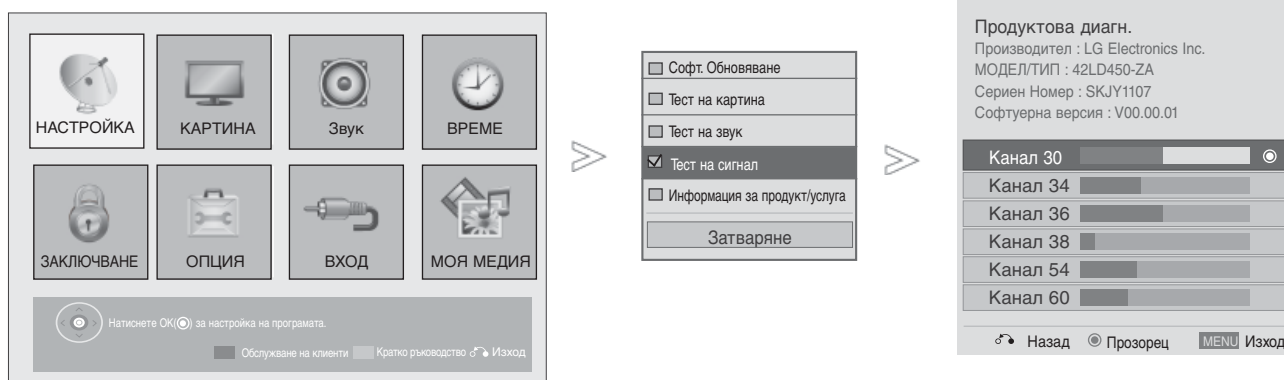 НАСТРОЙКА
КАРТИНА
Звук
ВРЕМЕ
ЗАКЛЮЧВАНЕ
ОПЦИЯ
ВХОД
МОЯ МЕДИЯ
Натиснете ОК(◉) за настройка на програмата.
Обслужване на клиенти Кратко ръководство Изход
Софт. Обновяване
Тест на картина
Тест на звук
Тест на сигнал
Информация за продукт/услуга
Затваряне
Продуктова диагн.
Производител : LG Electronics Inc.
МОДЕЛ/ТИП : 42LD450-ZA
Сериен Номер : SKJY1107
Софтуерна версия : V00.00.01
Канал 30
Канал 34
Канал 36
Канал 38
Канал 54
Канал 60
Назад ◉ Прозорец MENU Изход